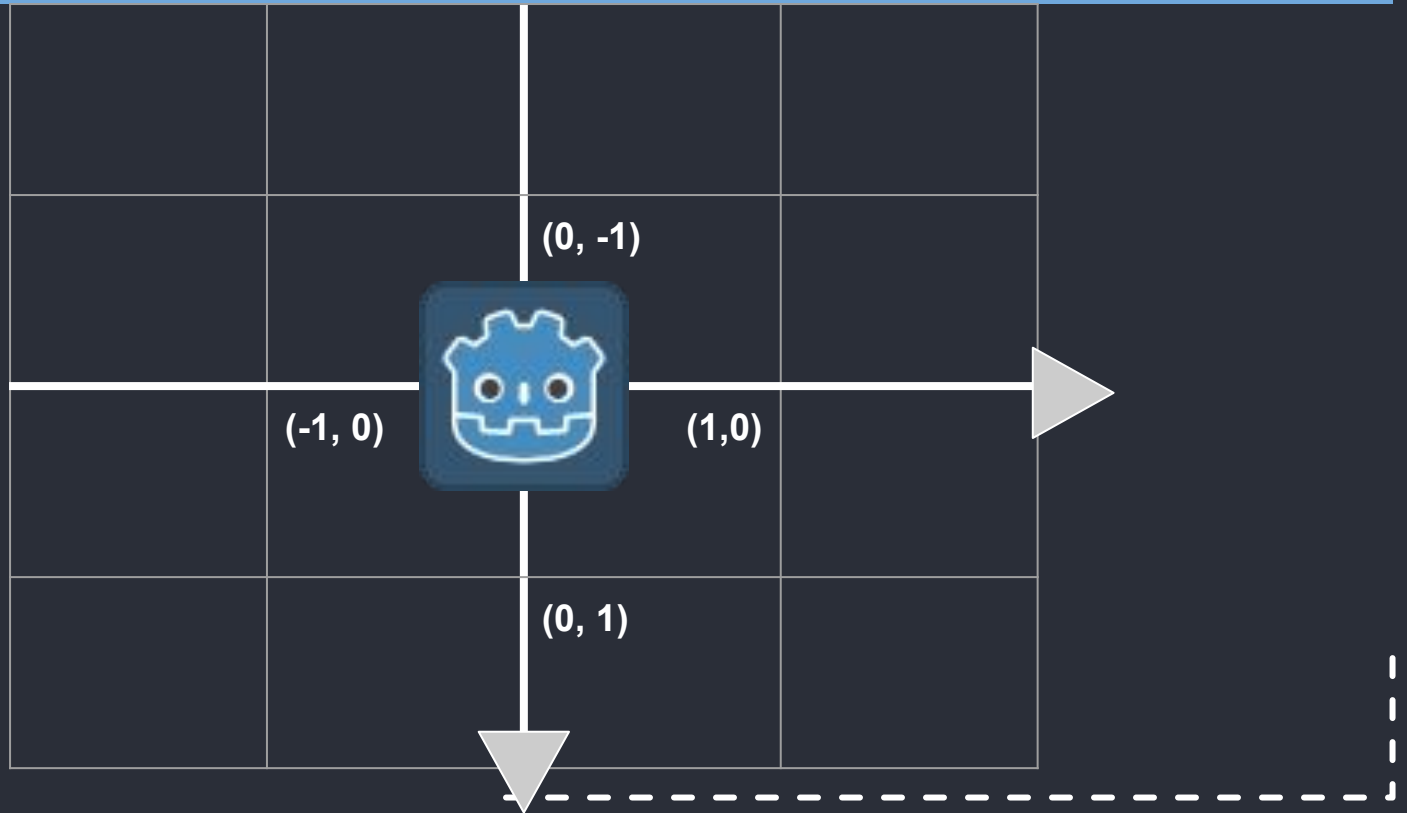 (0, -1)
(-1, 0)
(1,0)
(0, 1)